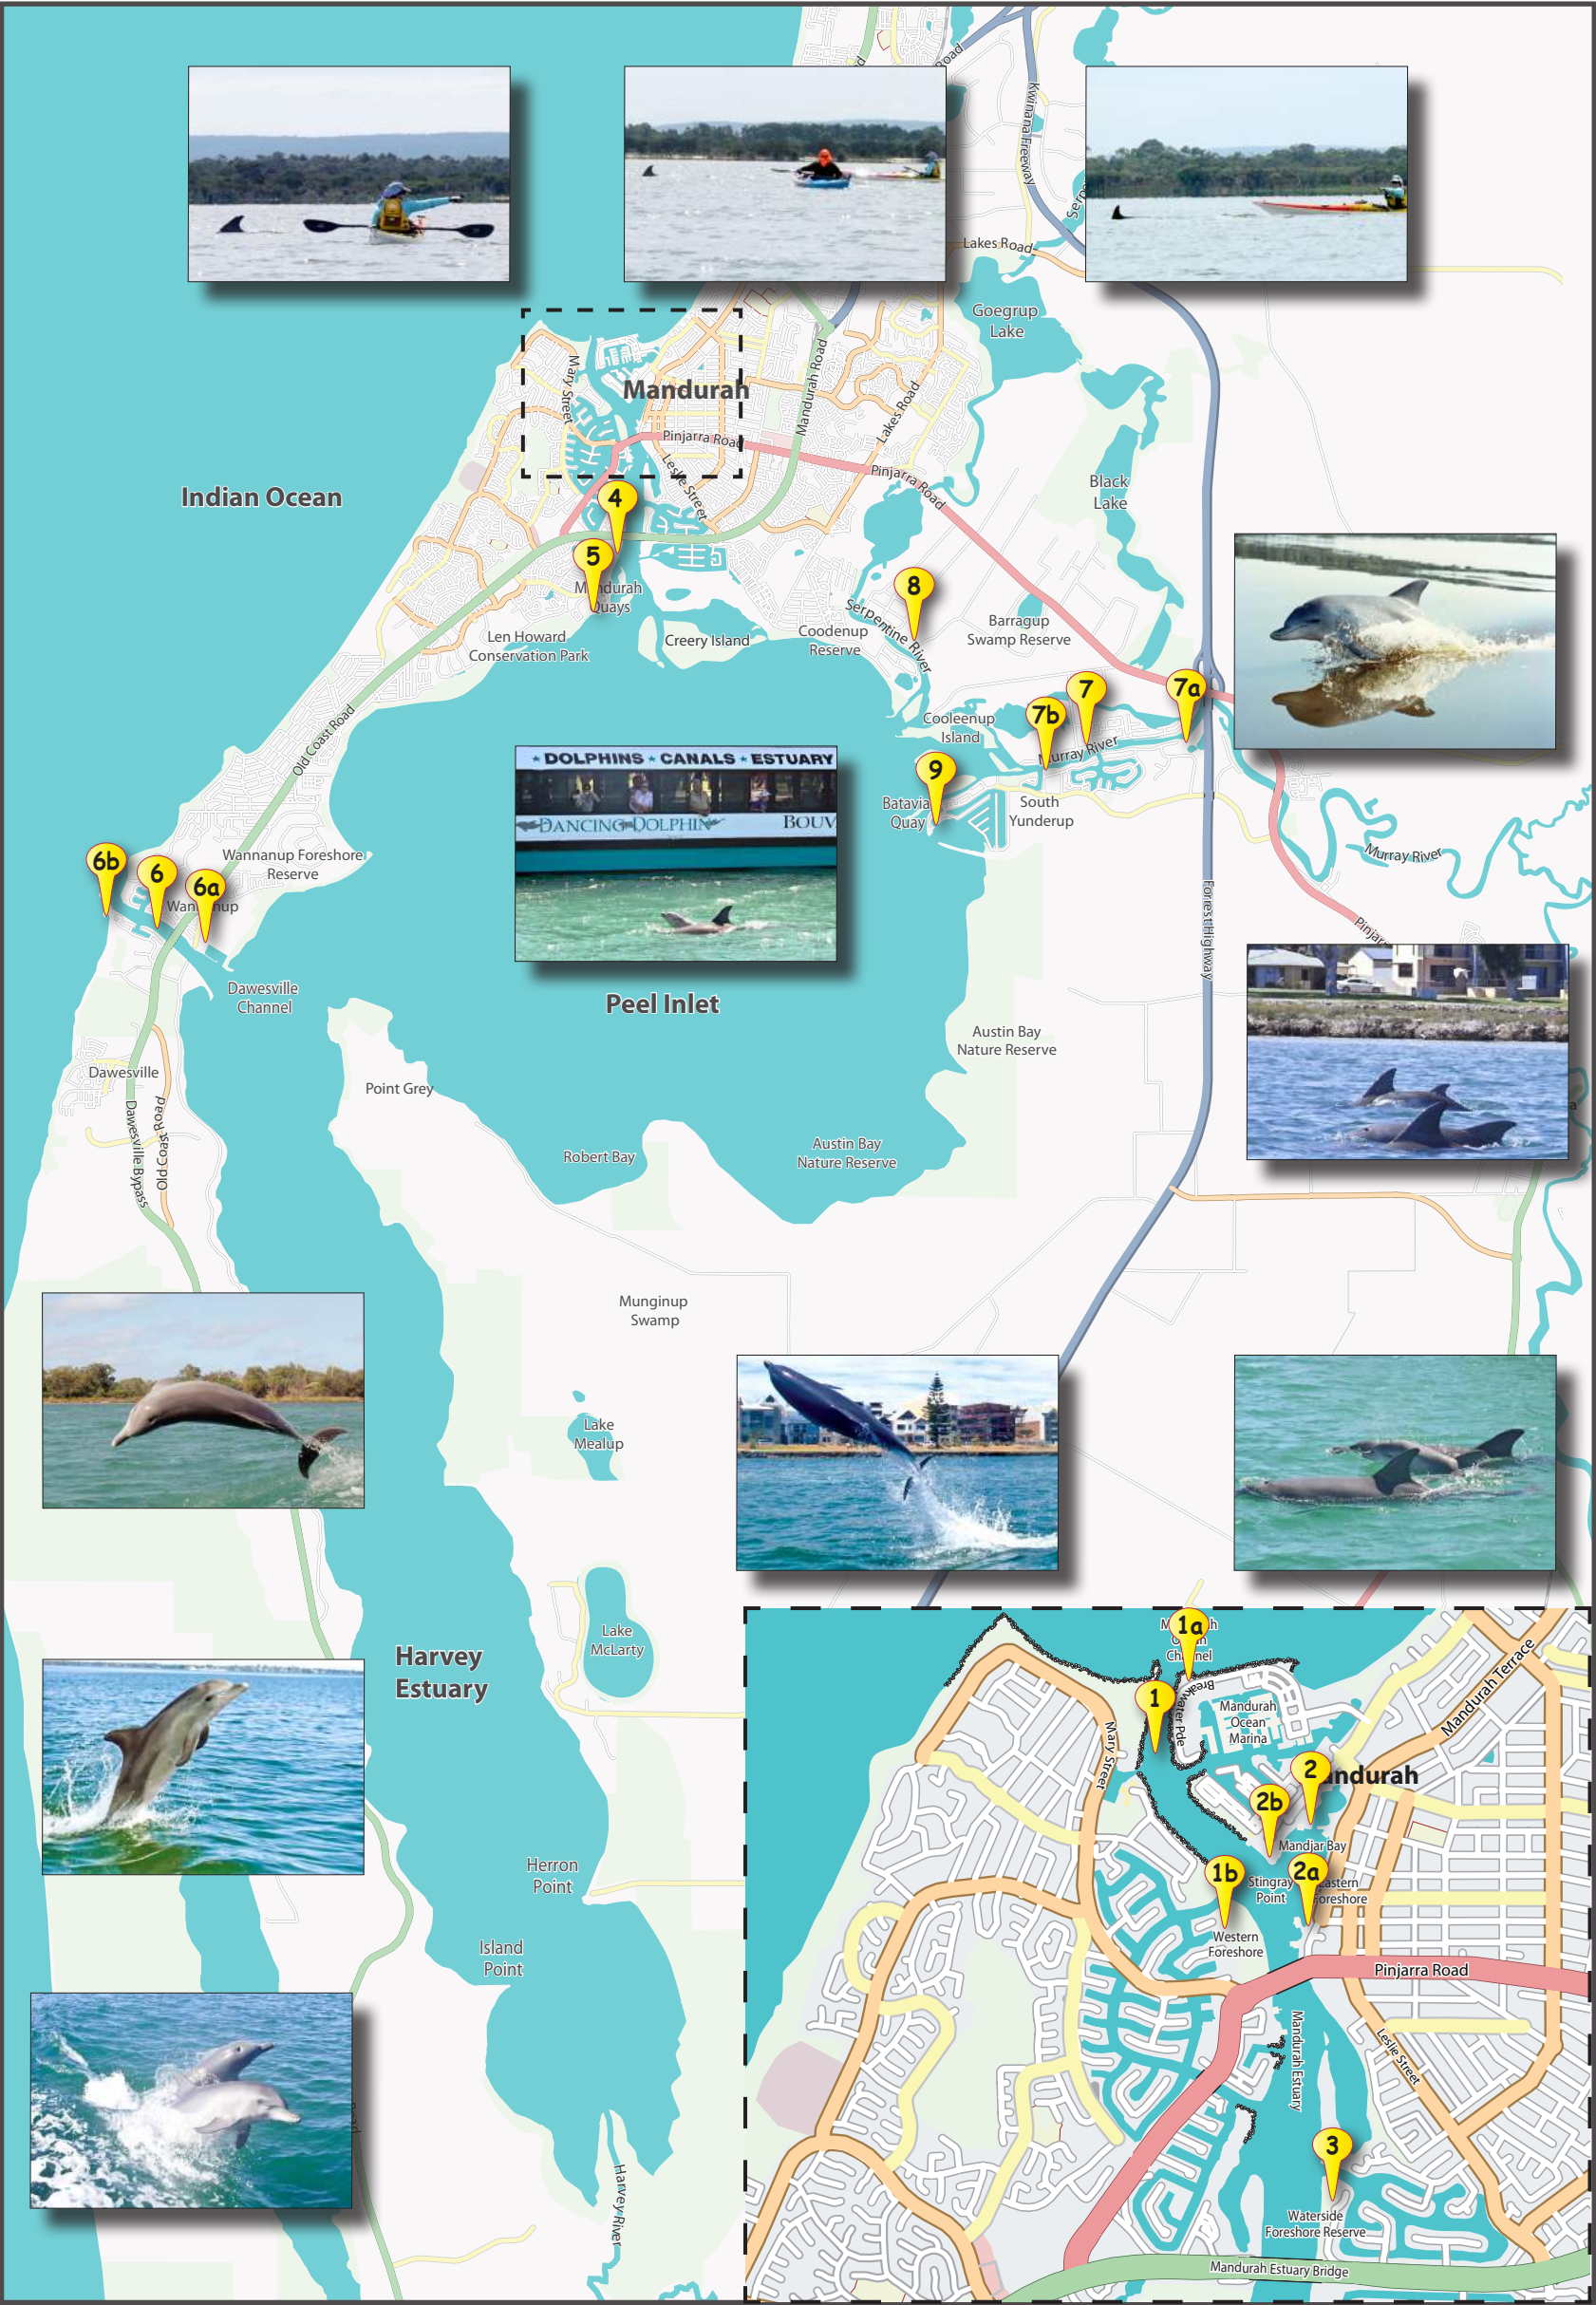 Road
Kwinana Freeway
Lakes Road
Goegrup
Lake
Mary Street
Mandurah
Mandurah Road
Lakes Road
Pinjarra Road
Leslie Street
Pinjarra Road
Black
Lake
Indian Ocean
4
5
Mandurah
Quays
8
Serpentine River
Barragup
Swamp Reserve
Len Howard
Conservation Park
Creery Island
Coodenup
Reserve
7
7a
7b
Cooleenup
Island
Murray River
Old Coast Road
9
Batavia
Quay
South
Yunderup
★ DOLPHINS ★ CANALS ★ ESTUARY
DANCING DOLPHIN
BOUV
Murray River
Wannanup Foreshore
Reserve
6b
6
6a
Wannanup
Forrest Highway
Dawesville
Channel
Peel Inlet
Austin Bay
Nature Reserve
Dawesville
Point Grey
Dawesville Bypass
Old Coast Road
Robert Bay
Austin Bay
Nature Reserve
Munginup
Swamp
Lake
Mealup
Lake
McLarty
Harvey
Estuary
Herron
Point
Island
Point
Harvey River
1a
1
Breakwater Pde
Mandurah
Ocean
Marina
Mandurah Terrace
Mary Street
2
andurah
2b
Mandjar Bay
1b
2a
Stingray
Point
Eastern
Foreshore
Western
Foreshore
Pinjarra Road
Mandurah Estuary
Leslie Street
3
Waterside
Foreshore Reserve
Mandurah Estuary Bridge